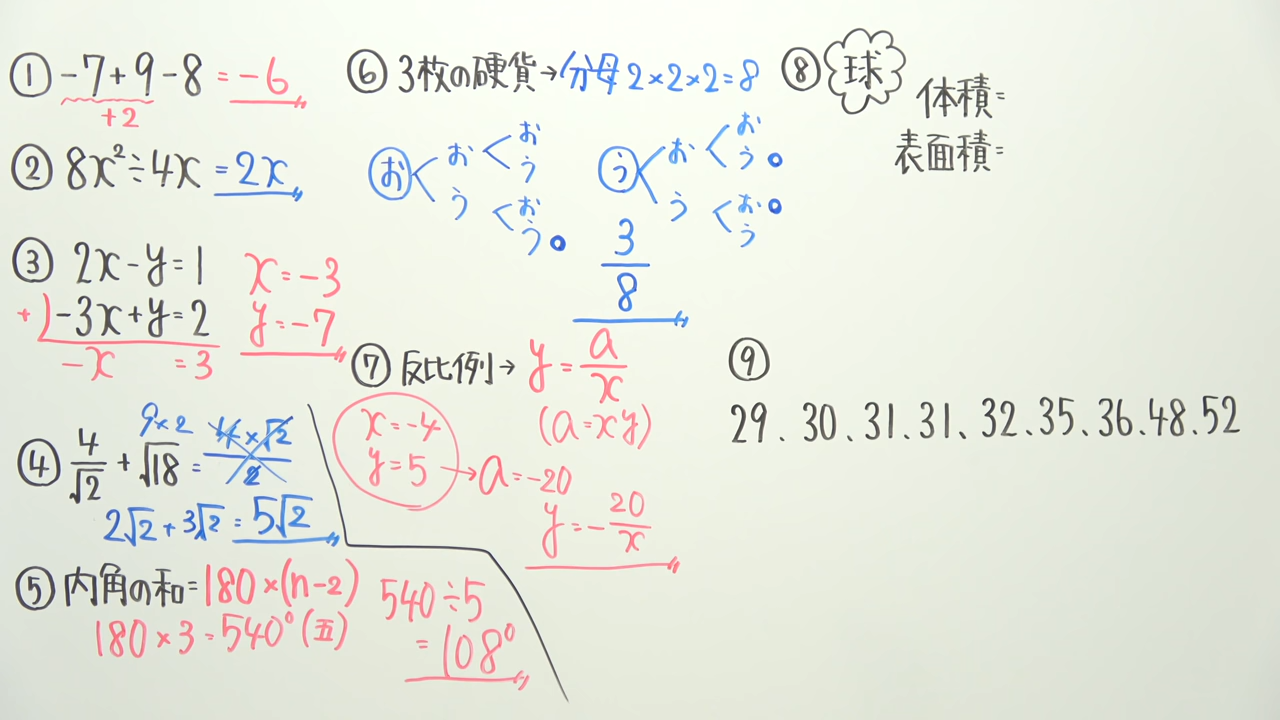 ① -7+9-8=-6
+2
② 8x²÷4x=2x
③ 2x-y=1
+) -3x+y=2
-x =3
x=-3
y=-7
④ 4/√2+√18=4×√2/2
9×2
2√2+3√2=5√2
⑤ 内角の和=180×(n-2)
180×3=540°(五)
540÷5
=108°
⑥ 3枚の硬貨→分母2×2×2=8
お<お<お
う
う<お
う○
う<お<お
う○
う<お○
う
3/8
⑦ 反比例→y=a/x
(a=xy)
x=-4
y=5→a=-20
y=-20/x
⑧ 球
体積=
表面積=
⑨
29、30、31、31、32、35、36、48、52